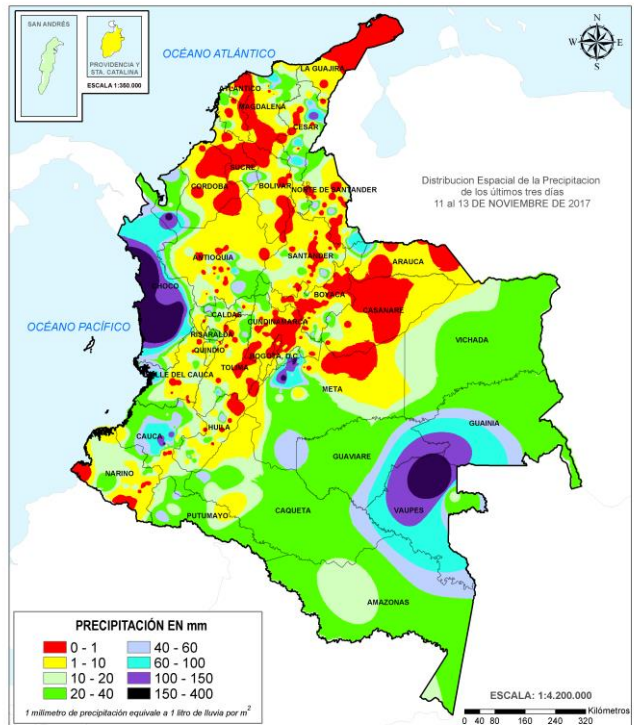 SAN ANDRÉS
PROVIDENCIA Y
STA. CATALINA
ESCALA 1:350.000
OCÉANO ATLÁNTICO
N
W E
S
LA GUAJIRA
ATLANTICO
MAGDALENA
CESAR
SUCRE
CORDOBA
BOLIVAR
NORTE DE SANTANDER
Distribucion Espacial de la Precipitacion
de los últimos tres días
11 al 13 DE NOVIEMBRE DE 2017
ANTIOQUIA
SANTANDER
ARAUCA
CHOCO
BOYACA
CASANARE
OCÉANO PACÍFICO
CALDAS
CUNDINAMARCA
RISARALDA
VICHADA
QUINDIO
BOGOTA, D.C.
TOLIMA
VALLE DEL CAUCA
META
HUILA
GUAINIA
CAUCA
GUAVIARE
NARINO
VAUPES
CAQUETA
PUTUMAYO
AMAZONAS
PRECIPITACIÓN EN mm
0 - 1 40 - 60
1 - 10 60 - 100
10 - 20 100 - 150
20 - 40 150 - 400
1 milimetro de precipitación equivale a 1 litro de lluvia por m²
ESCALA: 1:4.200.000
Kilómetros
0 40 80 160 240 320